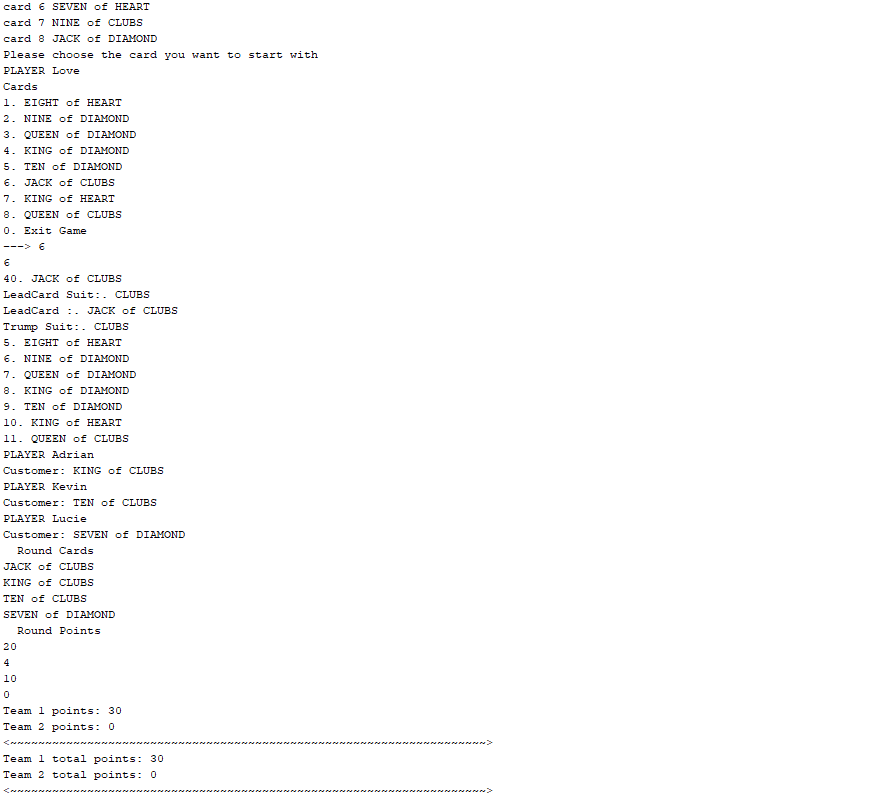 card 6 SEVEN of HEART
card 7 NINE of CLUBS
card 8 JACK of DIAMOND
Please choose the card you want to start with
PLAYER Love
Cards
1. EIGHT of HEART
2. NINE of DIAMOND
3. QUEEN of DIAMOND
4. KING of DIAMOND
5. TEN of DIAMOND
6. JACK of CLUBS
7. KING of HEART
8. QUEEN of CLUBS
0. Exit Game
---> 6
6
40. JACK of CLUBS
LeadCard Suit:. CLUBS
LeadCard :. JACK of CLUBS
Trump Suit:. CLUBS
5. EIGHT of HEART
6. NINE of DIAMOND
7. QUEEN of DIAMOND
8. KING of DIAMOND
9. TEN of DIAMOND
10. KING of HEART
11. QUEEN of CLUBS
PLAYER Adrian
Customer: KING of CLUBS
PLAYER Kevin
Customer: TEN of CLUBS
PLAYER Lucie
Customer: SEVEN of DIAMOND
Round Cards
JACK of CLUBS
KING of CLUBS
TEN of CLUBS
SEVEN of DIAMOND
Round Points
20
4
10
0
Team 1 points: 30
Team 2 points: 0
<~~~~~~~~~~~~~~~~~~~~~~~~~~~~~~~~~~~~~~~~~~~~~~~~~~~~~~~~~~~~~~~~~~~~>
Team 1 total points: 30
Team 2 total points: 0
<~~~~~~~~~~~~~~~~~~~~~~~~~~~~~~~~~~~~~~~~~~~~~~~~~~~~~~~~~~~~~~~~~~~~>